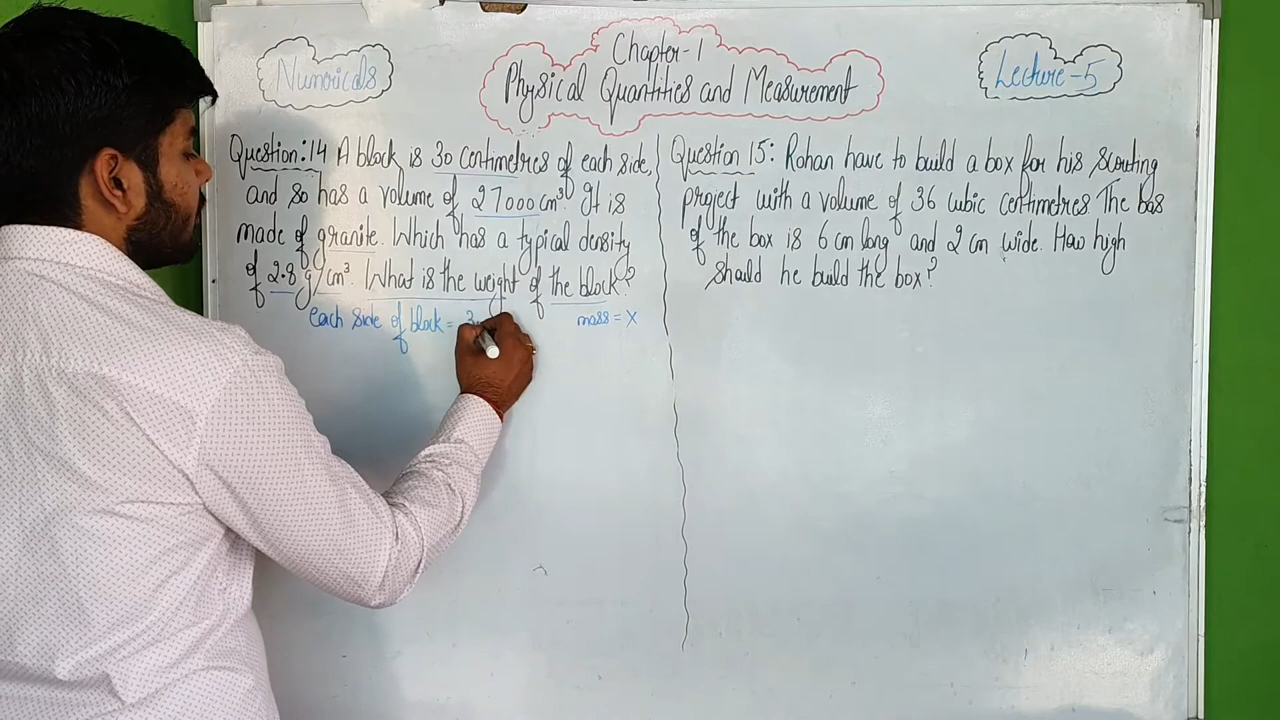 Numericals
Chapter-1
Physical Quantities and Measurement
Lecture-5
Question:14 A block is 30 centimetres of each side,
and so has a volume of 27000 cm³. It is
made of granite. Which has a typical density
of 2.8 g/cm³. What is the weight of the block?
each side of block = 3
mass = x
Question 15: Rohan have to build a box for his scouting
project with a volume of 36 cubic centimetres. The bas
of the box is 6 cm long and 2 cm wide. How high
should he build the box?